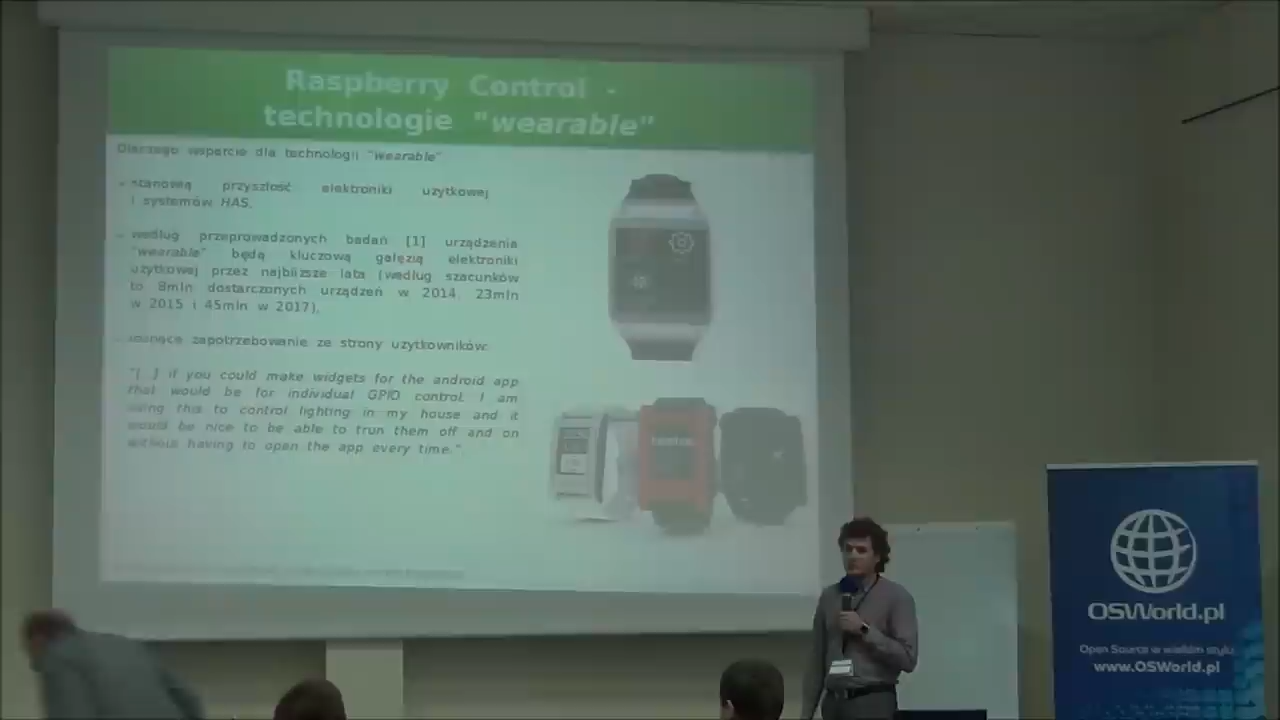 Raspberry Control -
technologie "wearable"
Dlaczego wsparcie dla technologii "wearable"
- stanowią przyszłość elektroniki użytkowej
i systemów HAS,
- według przeprowadzonych badań [1] urządzenia
"wearable" będą kluczową gałęzią elektroniki
użytkowej przez najbliższe lata (według szacunków
to 8mln dostarczonych urządzeń w 2014, 23mln
w 2015 i 45mln w 2017),
- rosnące zapotrzebowanie ze strony użytkowników:
"[...] if you could make widgets for the android app
that would be for individual GPIO control. I am
using this to control lighting in my house and it
would be nice to be able to trun them off and on
without having to open the app every time."
OSWorld.pl
Open Source w wielkim stylu
www.OSWorld.pl